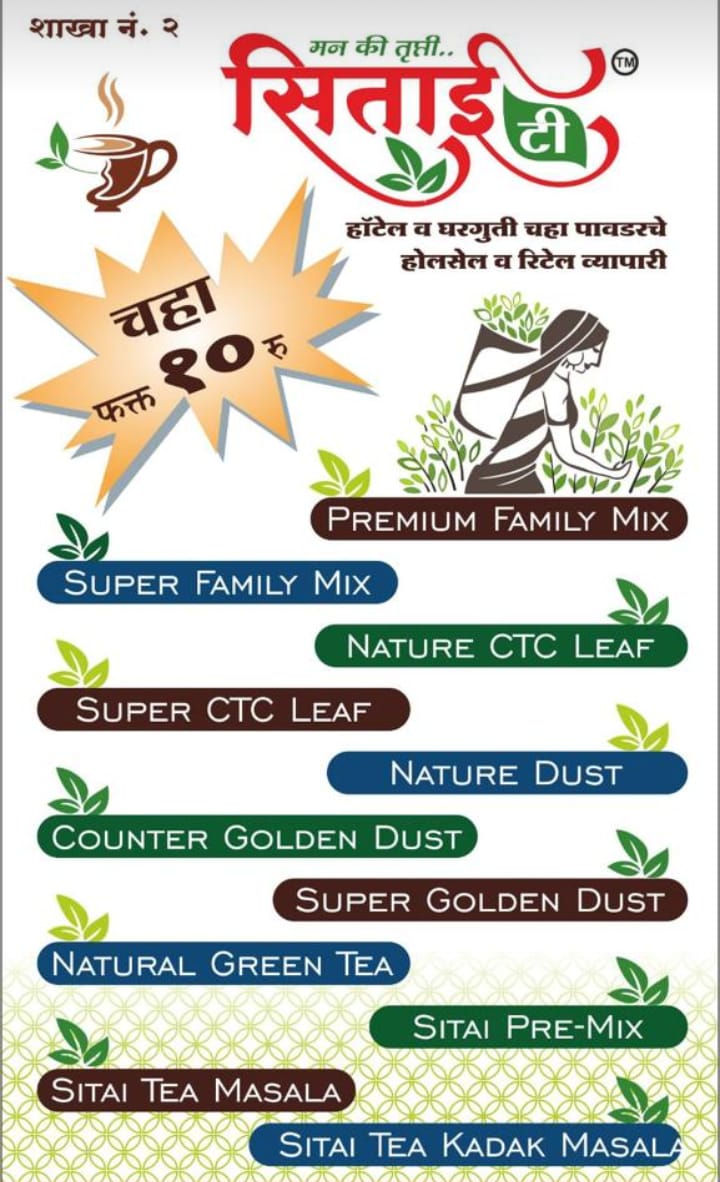 शाखा नं. २
मन की तृप्ती..
सिताई टी TM
हॉटेल व घरगुती चहा पावडरचे
होलसेल व रिटेल व्यापारी
चहा
फक्त १० रु
PREMIUM FAMILY MIX
SUPER FAMILY MIX
NATURE CTC LEAF
SUPER CTC LEAF
NATURE DUST
COUNTER GOLDEN DUST
SUPER GOLDEN DUST
NATURAL GREEN TEA
SITAI PRE-MIX
SITAI TEA MASALA
SITAI TEA KADAK MASALA